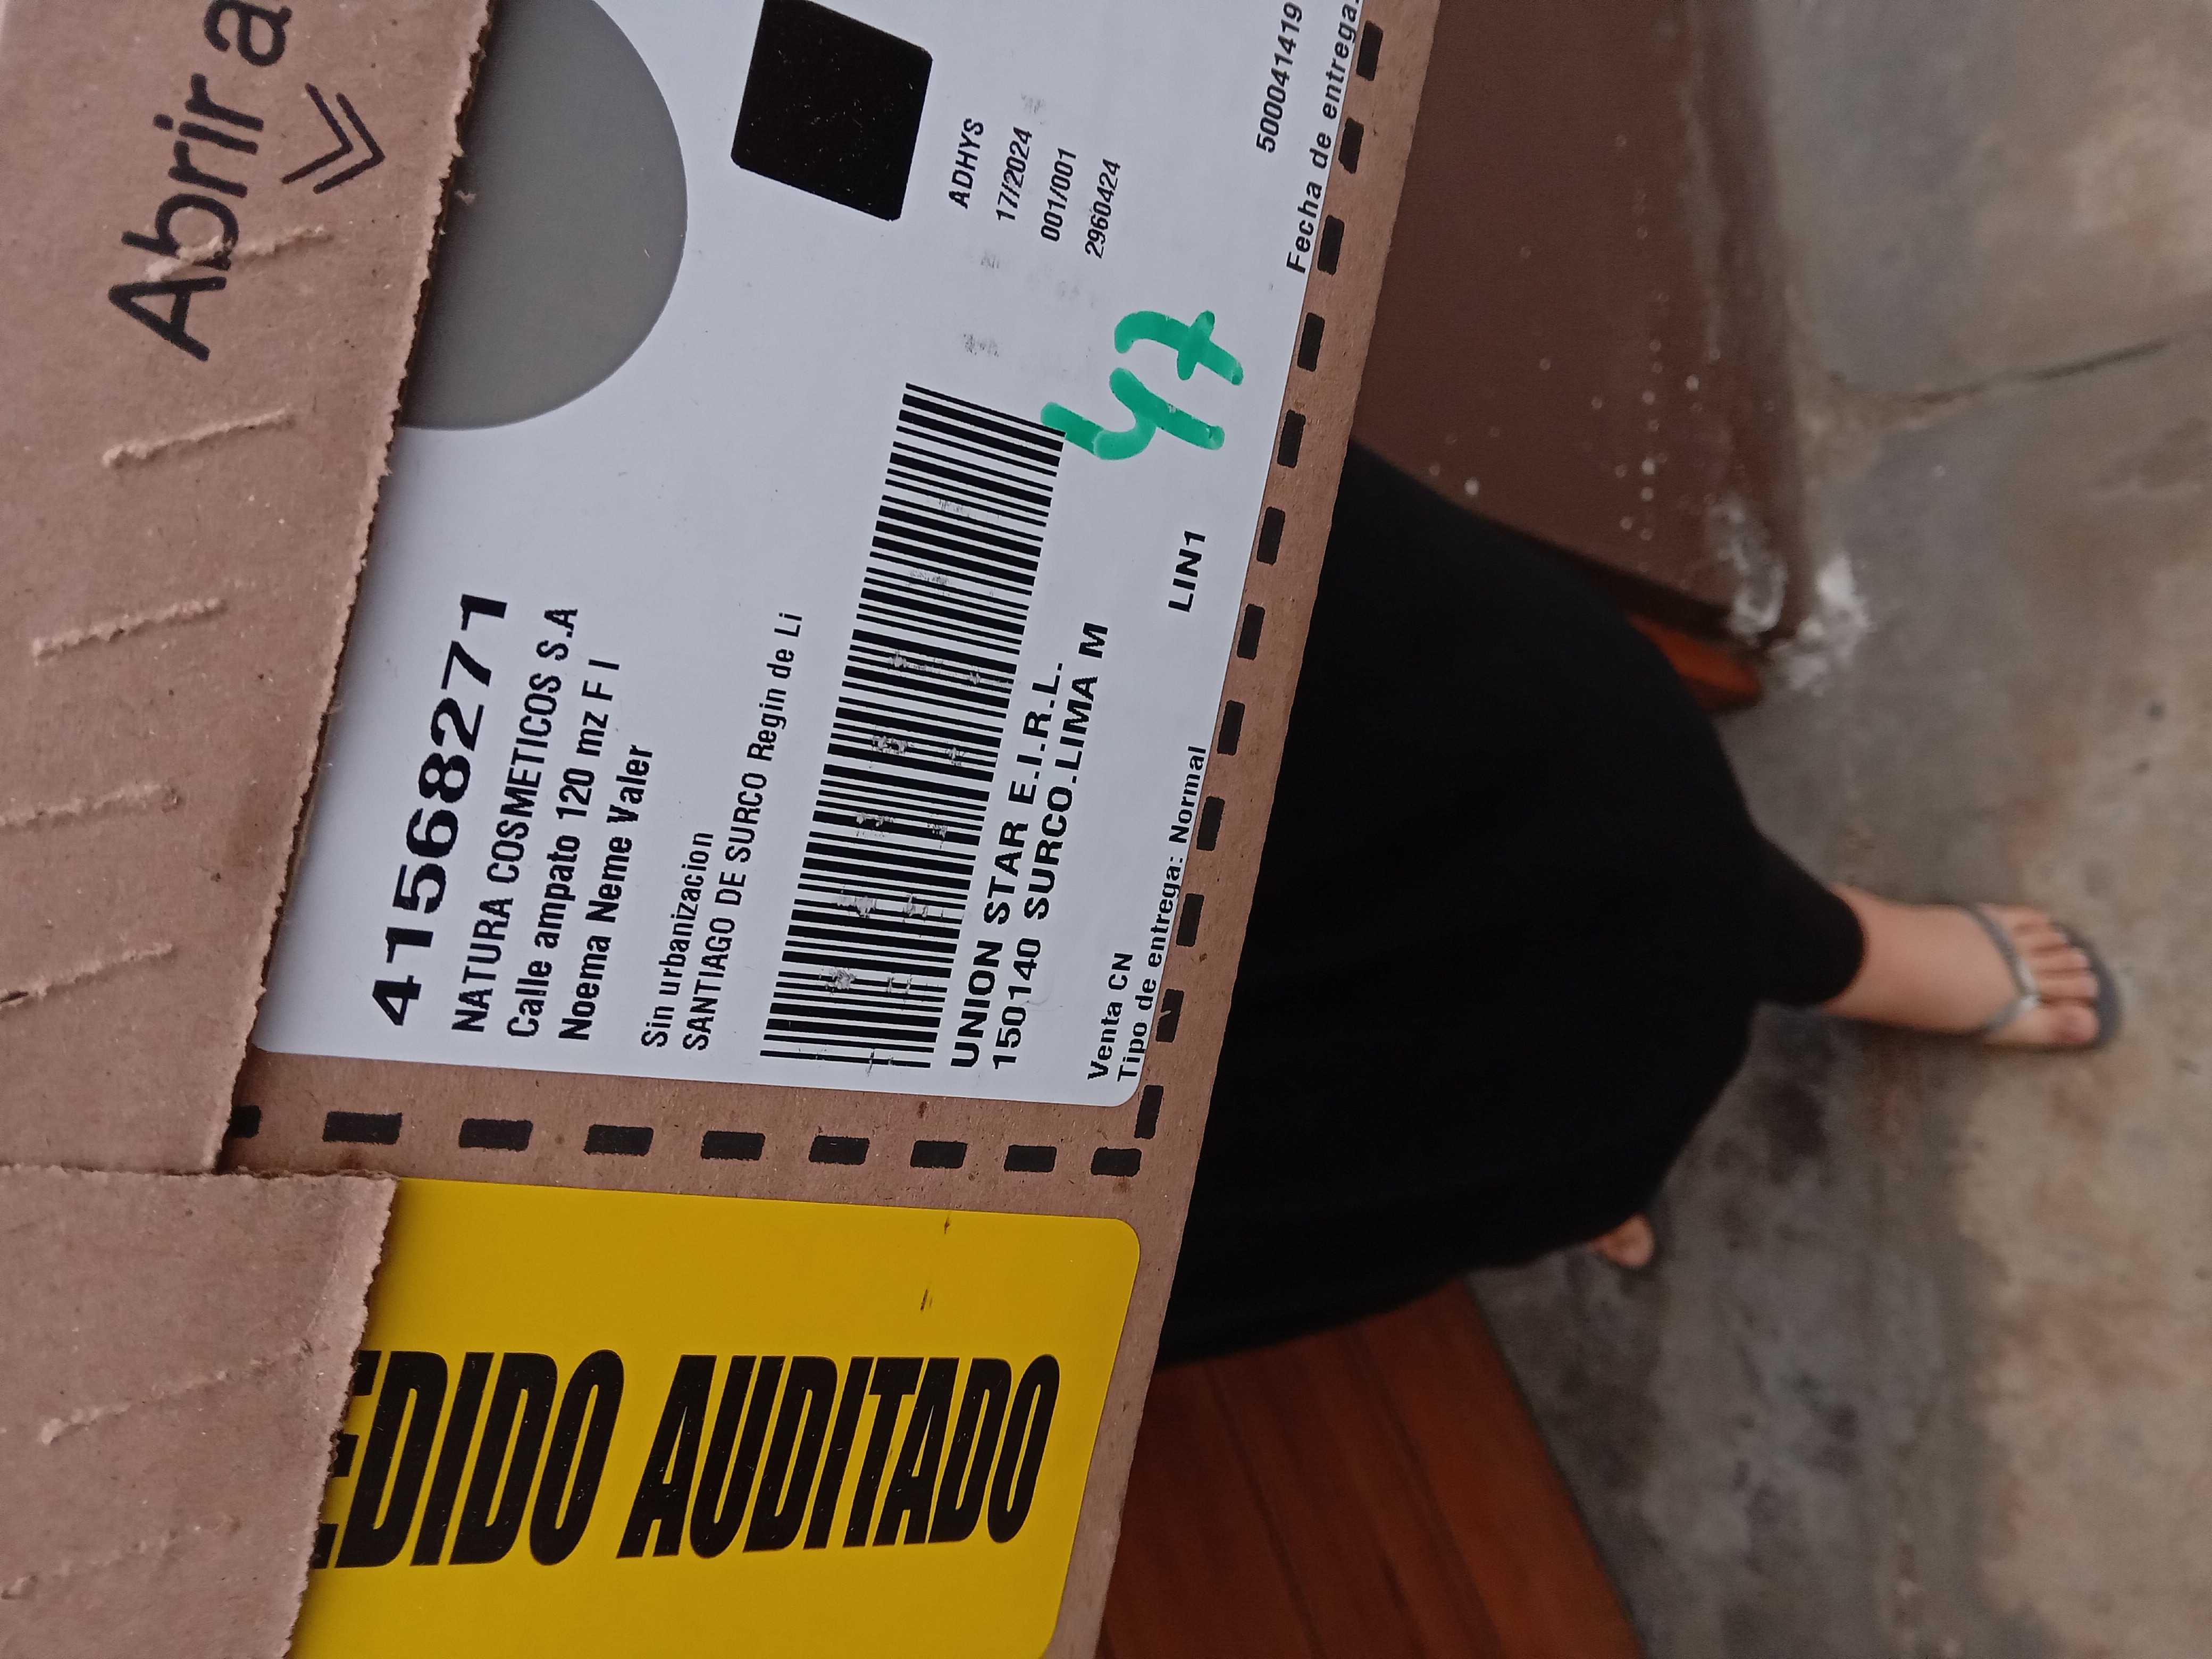 Abrir a
41568271
NATURA COSMETICOS S.A
Calle ampato 120 mz F I
Noema Neme Valer
Sin urbanizacion
SANTIAGO DE SURCO Regin de Li
ADHYS
17/2024
001/001
2960424
UNION STAR E.I.R.L.
150140 SURCO.LIMA M
47
LIN1
500041419
Venta CN
Tipo de entrega: Normal
Fecha de entrega.
EDIDO AUDITADO